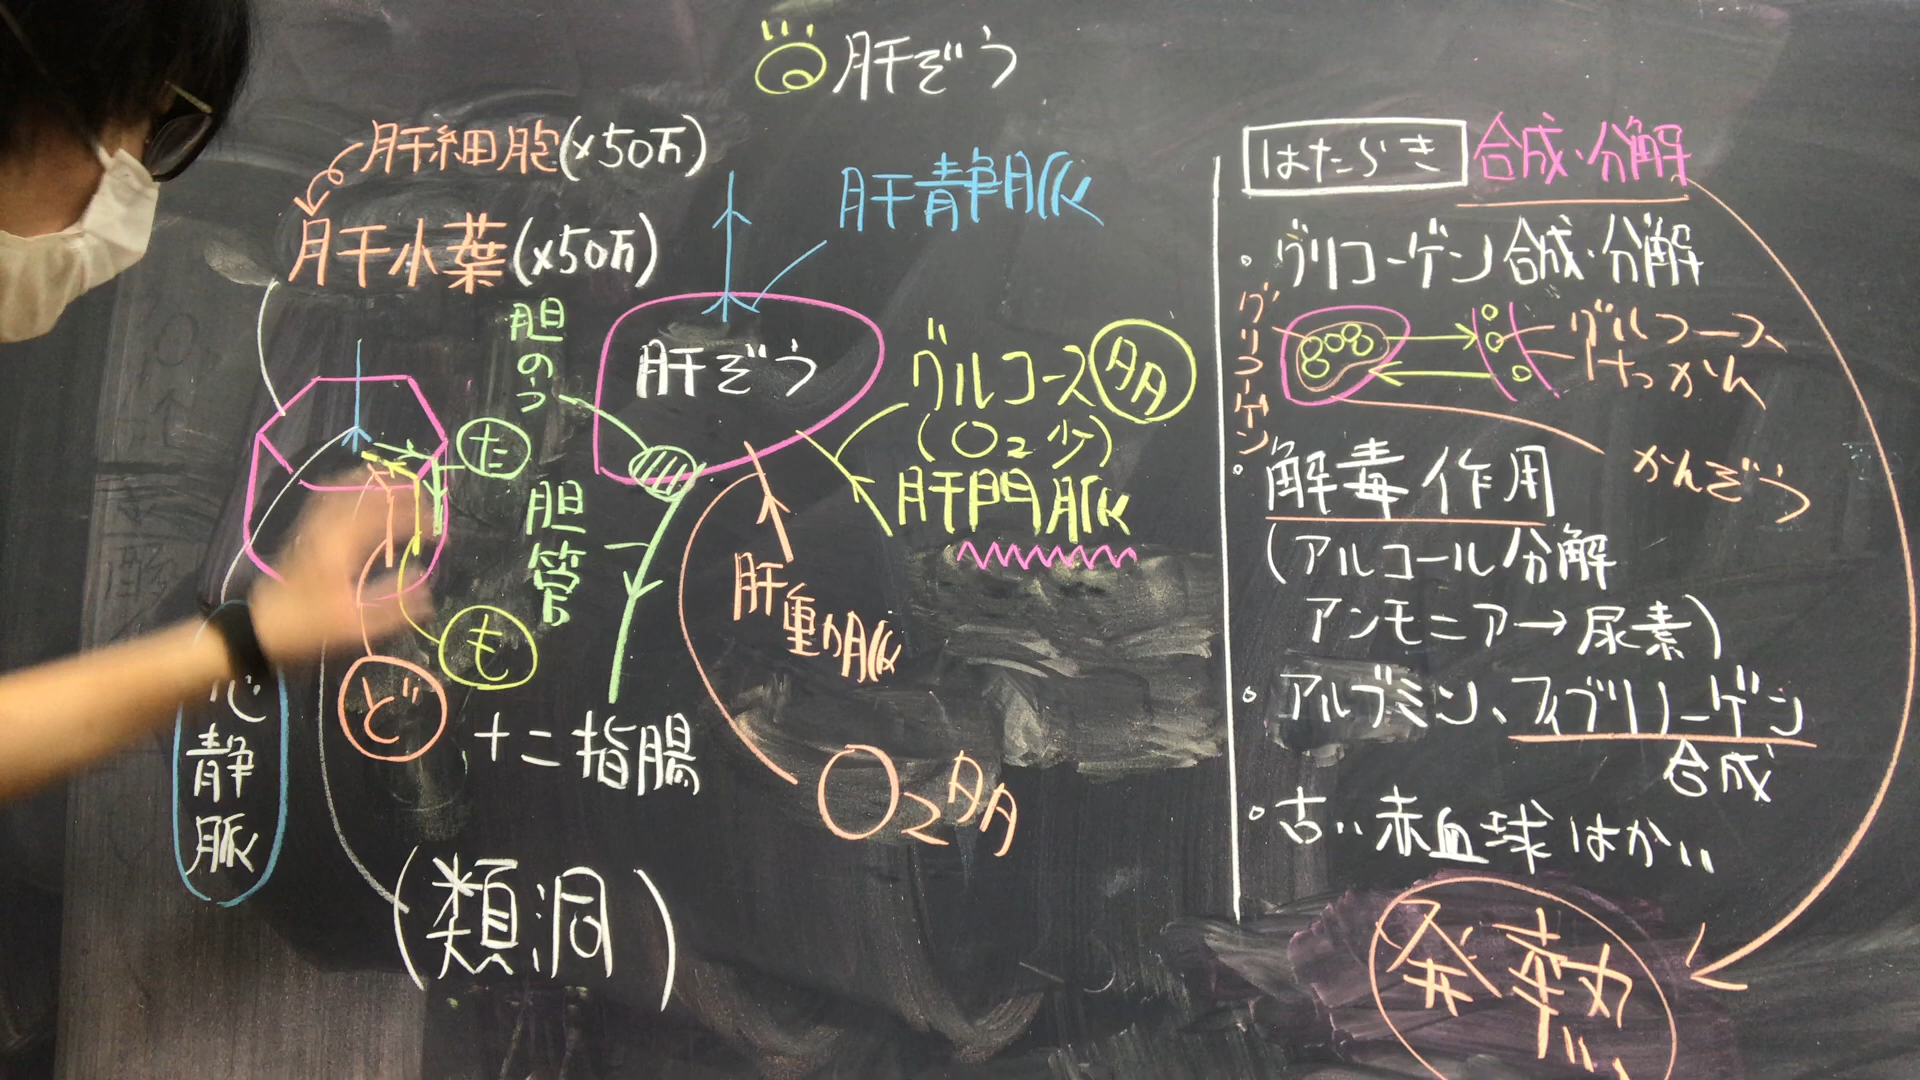 肝ぞう
肝細胞(×50万)
肝小葉(×50万)
肝静脈
胆のう
肝ぞう
グルコース多
(O2少)
肝門脈
た
胆管
も
ど
肝動脈
心静脈
十二指腸
O2多
(類洞)
はたらき 合成・分解
・グリコーゲン合成・分解
グリコーゲン
グルコース
けっかん
かんぞう
・解毒作用
(アルコール分解
アンモニア→尿素)
・アルブミン、フィブリノーゲン
合成
・古い赤血球はかい
発熱